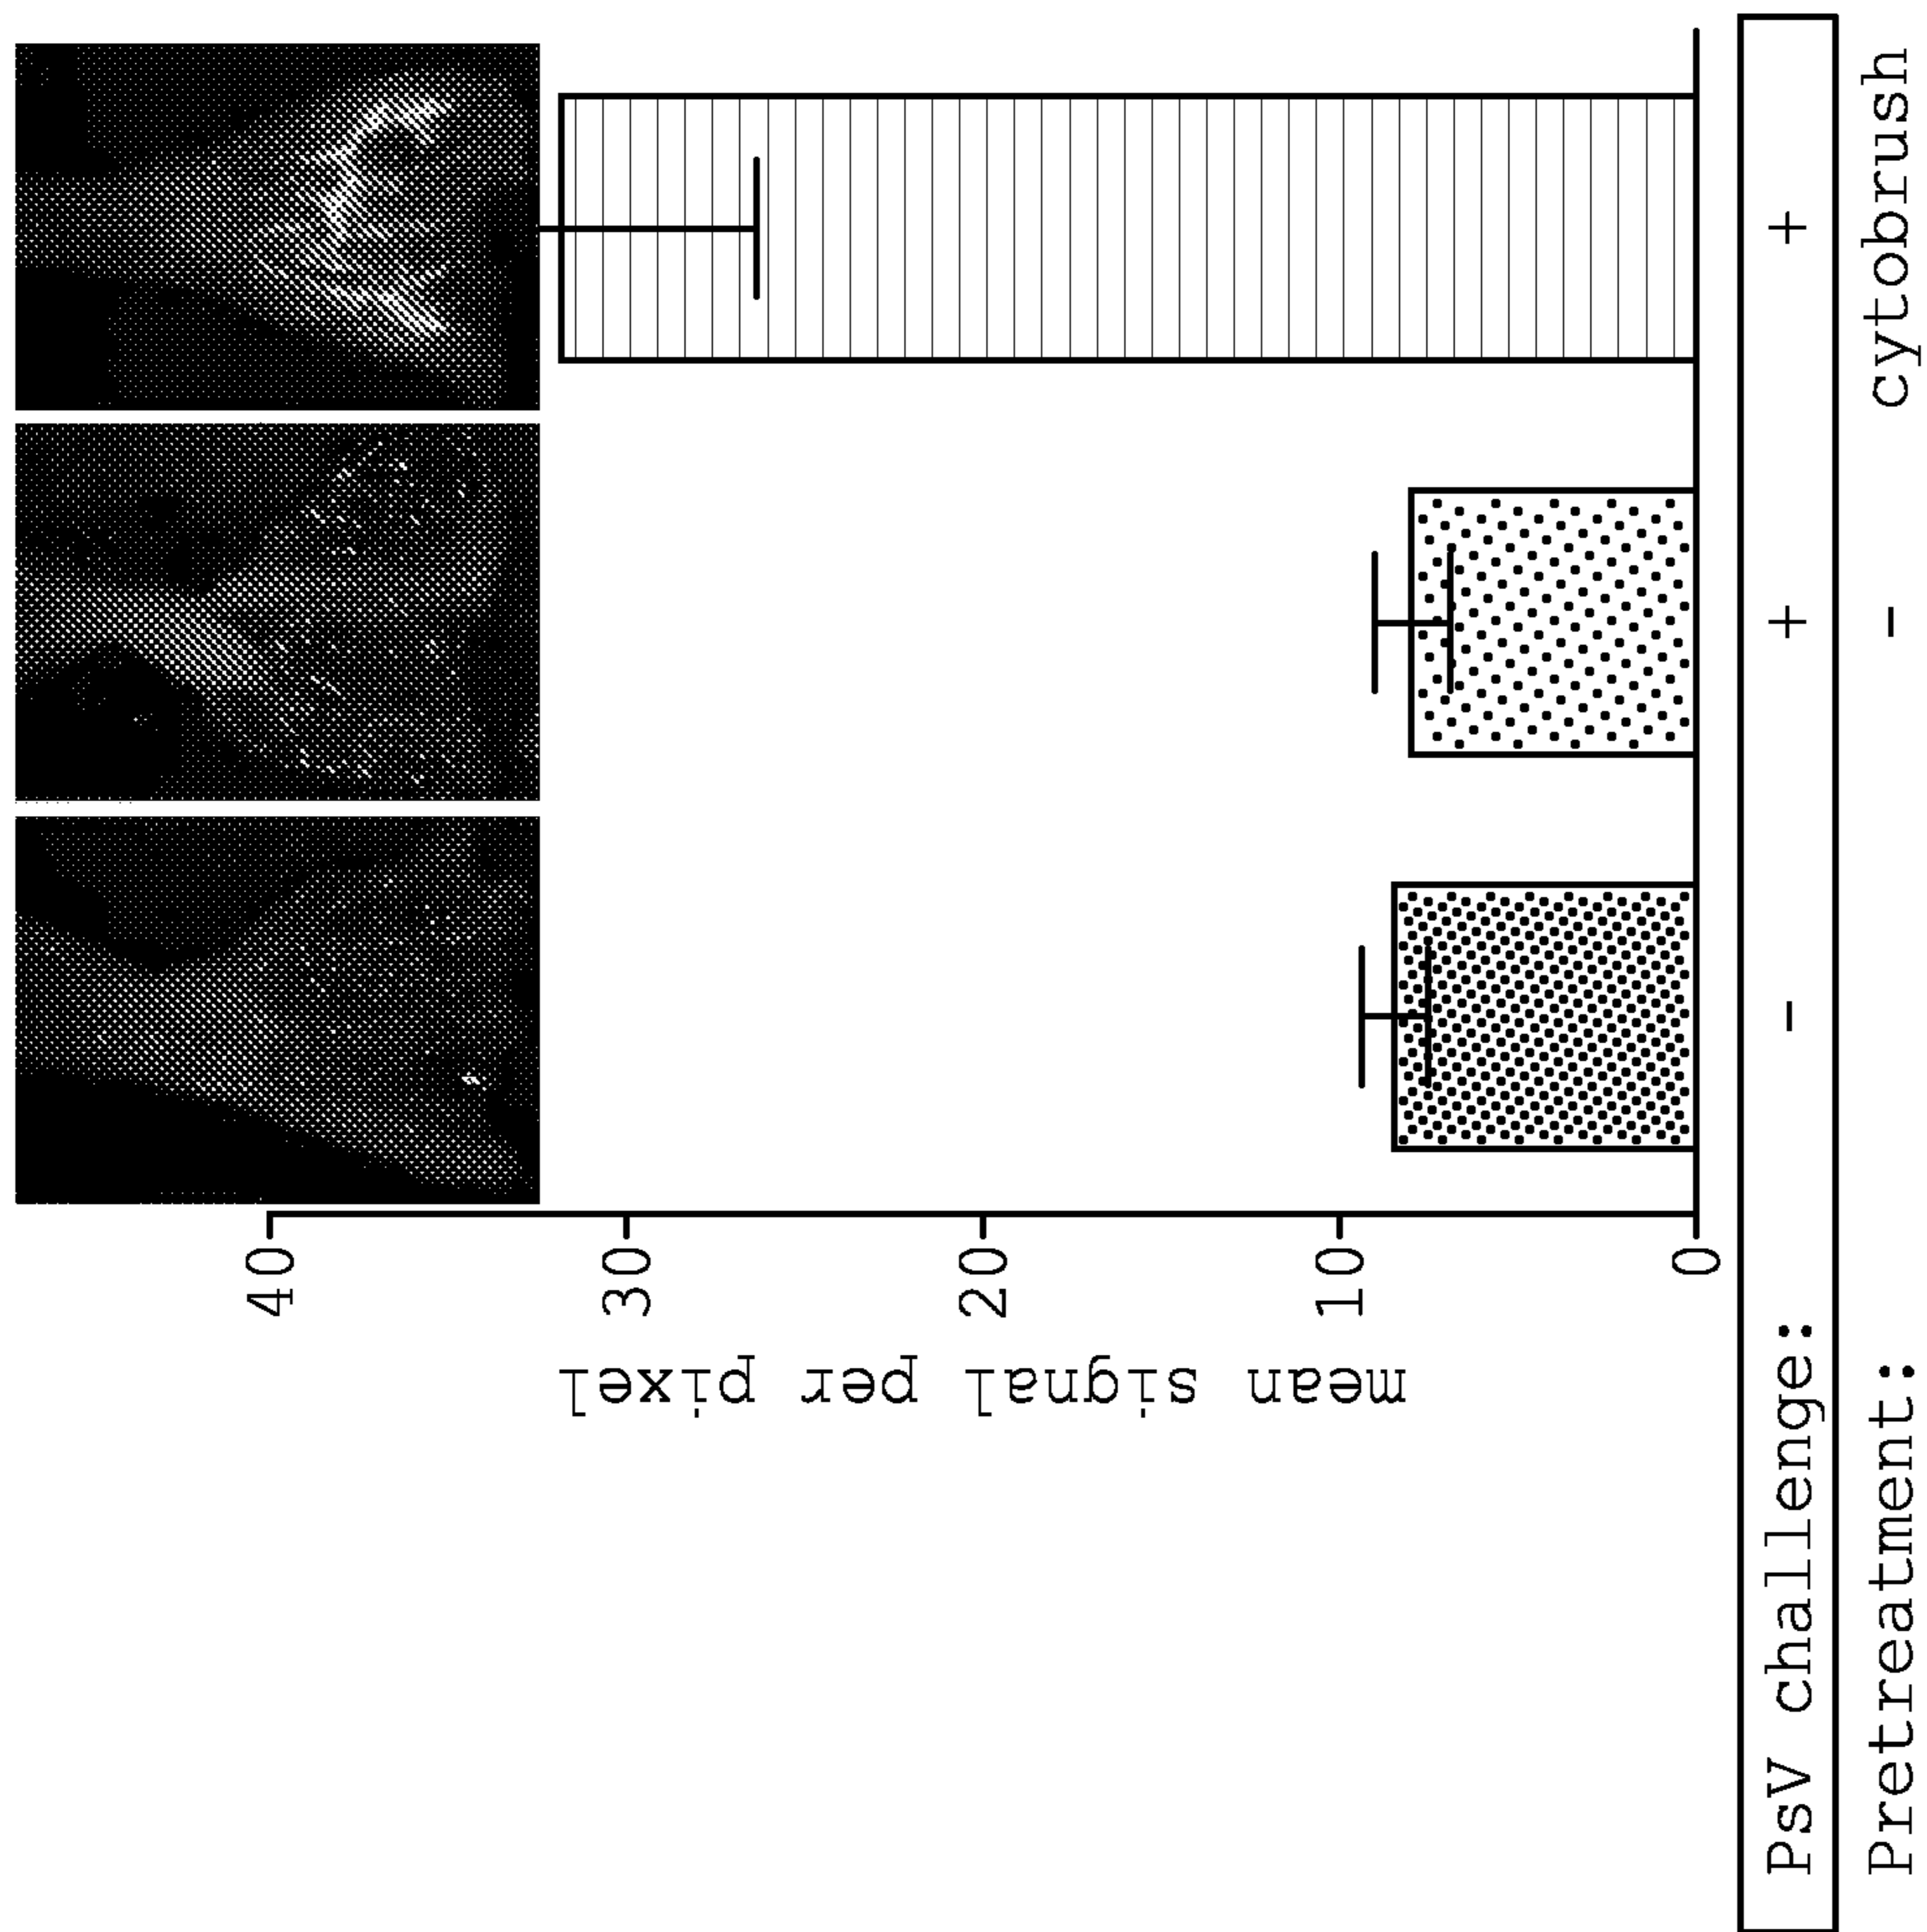 mean signal per pixel
40
30
20
10
0
PsV challenge: - + +
Pretreatment: - cytobrush